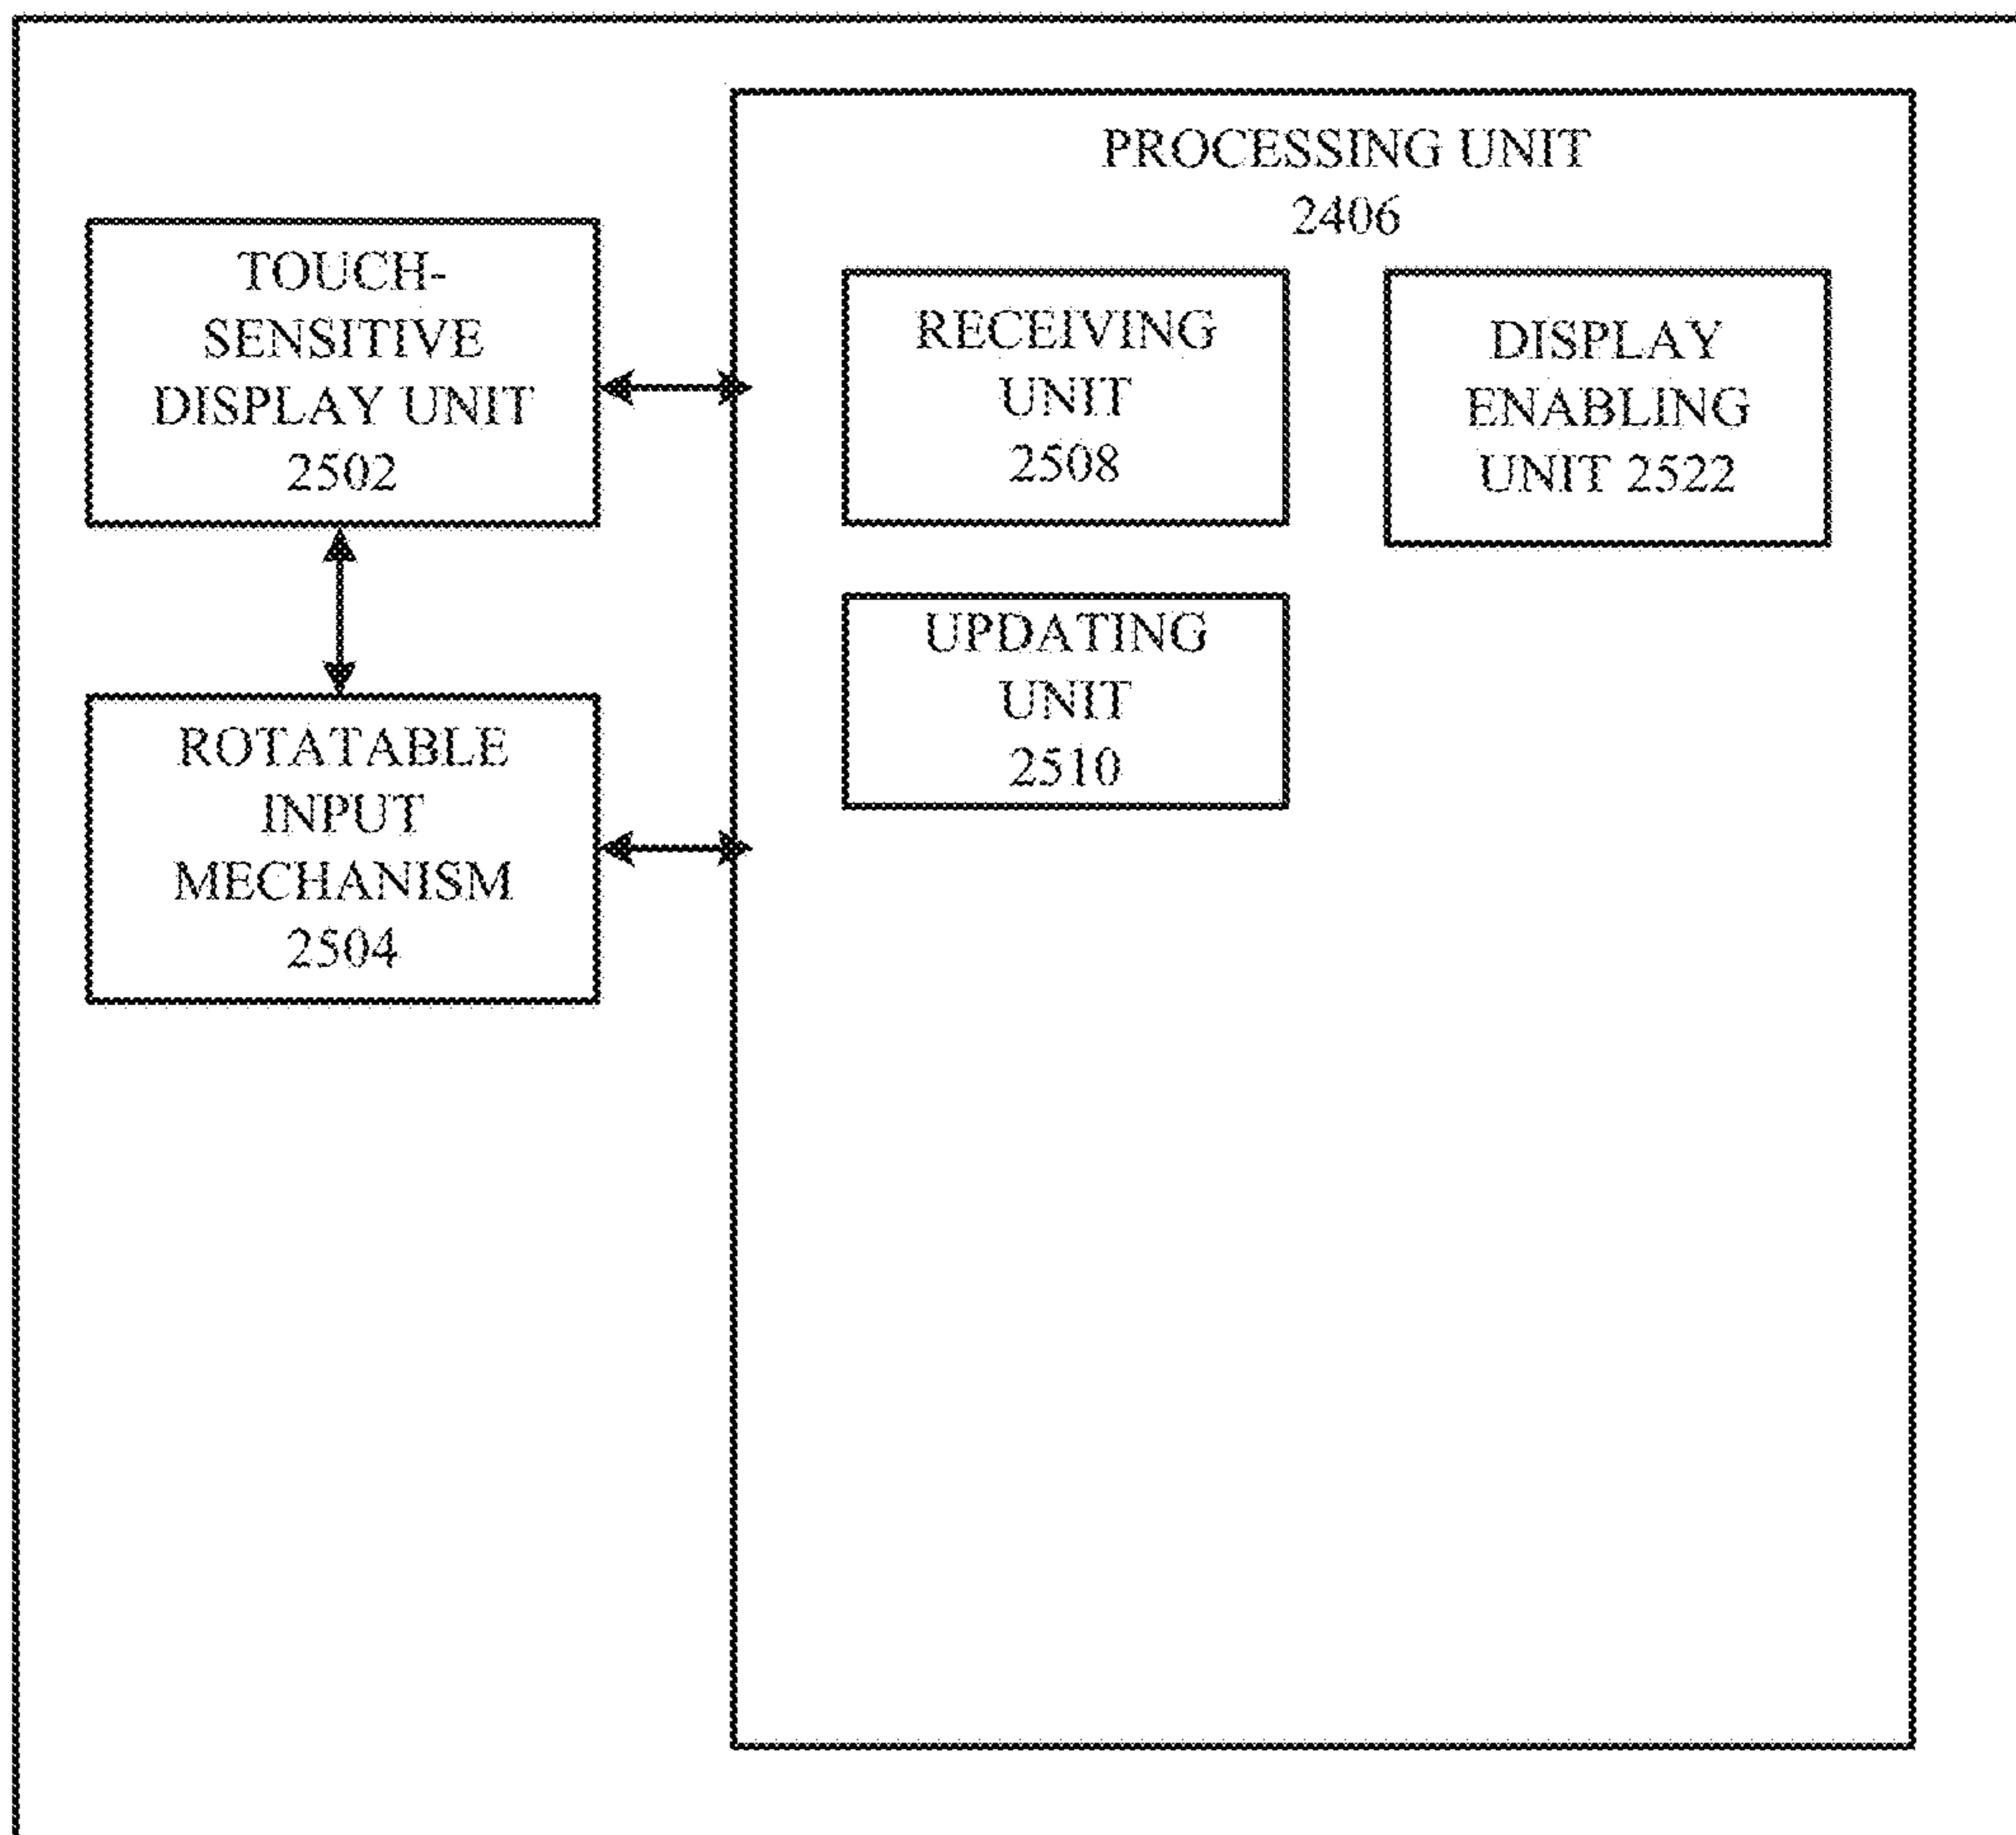 PROCESSING UNIT
2406
TOUCH-
SENSITIVE
DISPLAY UNIT
2502
RECEIVING
UNIT
2508
DISPLAY
ENABLING
UNIT 2522
UPDATING
UNIT
2510
ROTATABLE
INPUT
MECHANISM
2504